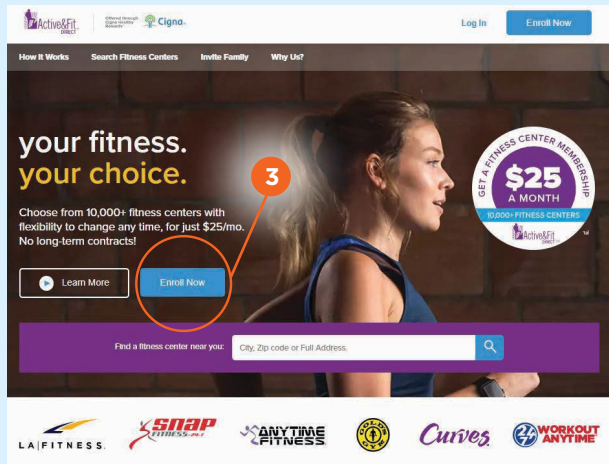 Active&Fit
DIRECT
Offered through
Cigna Healthy
Rewards
Cigna
Log In
Enroll Now
How It Works
Search Fitness Centers
Invite Family
Why Us?
your fitness.
your choice.
3
Choose from 10,000+ fitness centers with
flexibility to change any time, for just $25/mo.
No long-term contracts!
Learn More
Enroll Now
GET A FITNESS CENTER MEMBERSHIP
$25
A MONTH
10,000+ FITNESS CENTERS
Active&Fit
DIRECT
Find a fitness center near you:
City, Zip code or Full Address.
LA|FITNESS.
SNAP
FITNESS-24-7
ANYTIME
FITNESS
GOLD'S
GYM
Curves
24
WORKOUT
ANYTIME